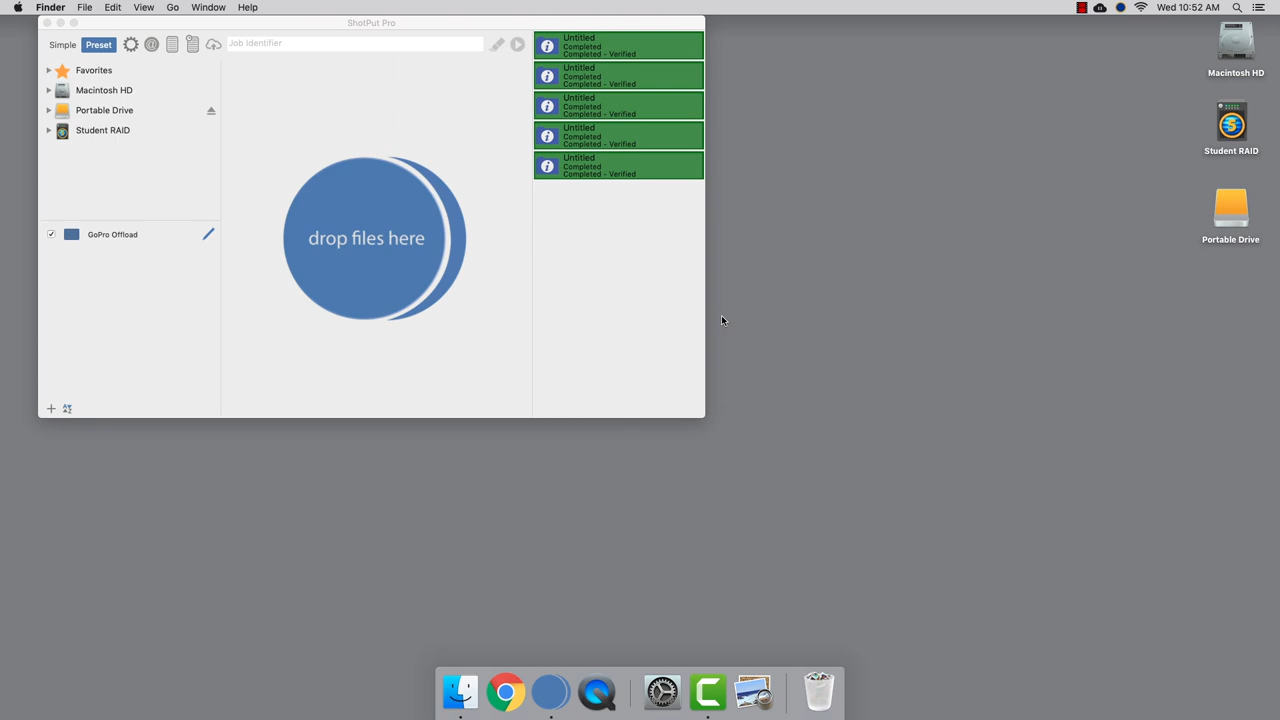 Finder File Edit View Go Window Help Wed 10:52 AM
ShotPut Pro
Simple Preset @ Job Identifier
Favorites
Macintosh HD
Portable Drive
Student RAID
GoPro Offload
drop files here
Untitled
Completed
Completed - Verified
Untitled
Completed
Completed - Verified
Untitled
Completed
Completed - Verified
Untitled
Completed
Completed - Verified
Untitled
Completed
Completed - Verified
Macintosh HD
Student RAID
Portable Drive